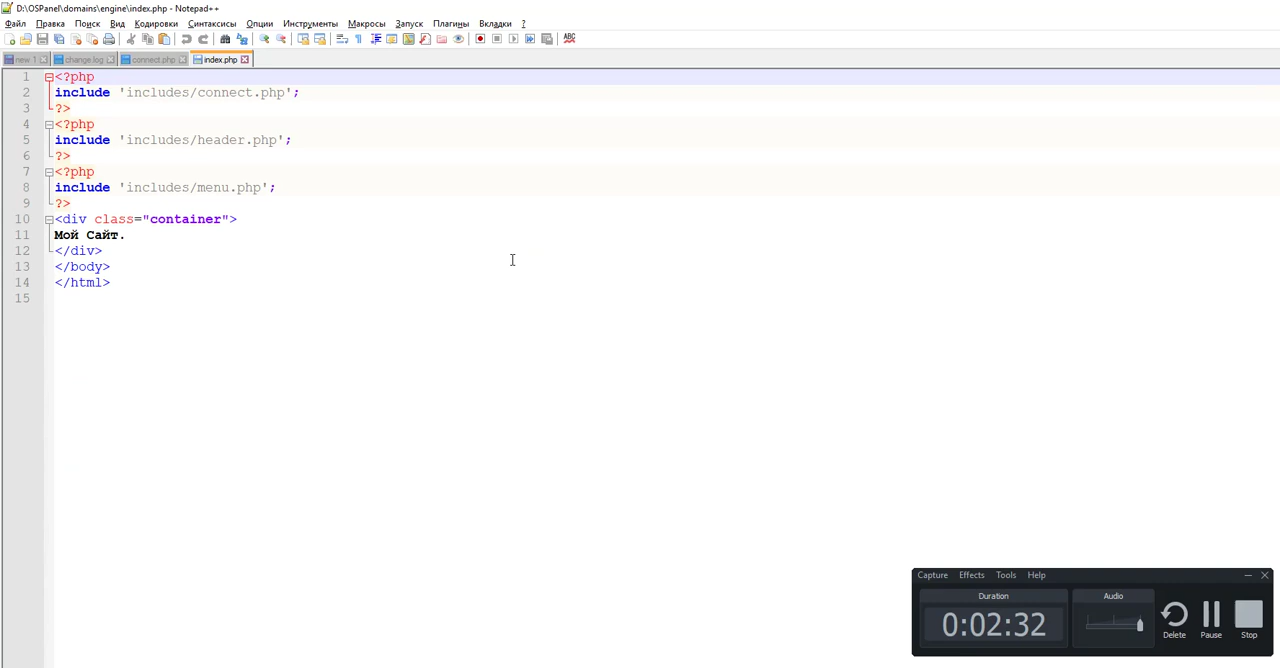 D:\OSPanel\domains\engine\index.php - Notepad++
Файл Правка Поиск Вид Кодировки Синтаксисы Опции Инструменты Макросы Запуск Плагины Вкладки ?
ABC
new 1 change.log connect.php index.php
1 <?php
2 include 'includes/connect.php';
3 ?>
4 <?php
5 include 'includes/header.php';
6 ?>
7 <?php
8 include 'includes/menu.php';
9 ?>
10 <div class="container">
11 Мой Сайт.
12 </div>
13 </body>
14 </html>
15
Capture Effects Tools Help
Duration Audio
0:02:32
Delete Pause Stop